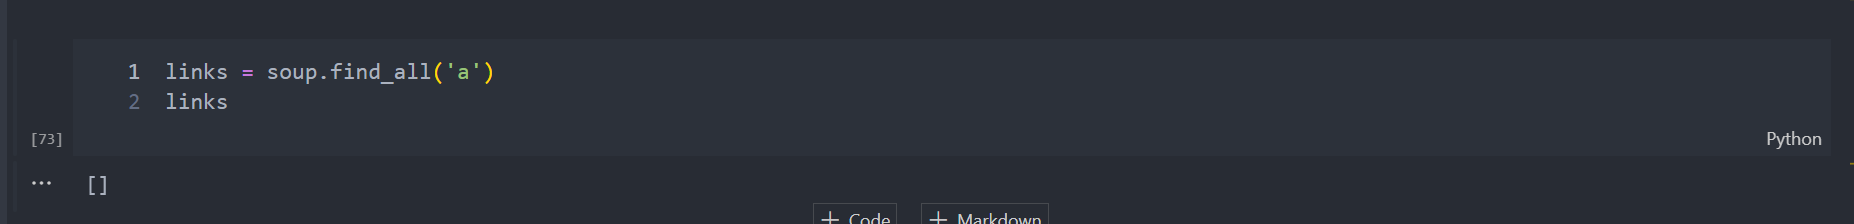 1 links = soup.find_all('a')
2 links
[73]
Python
... []
+ Code + Markdown